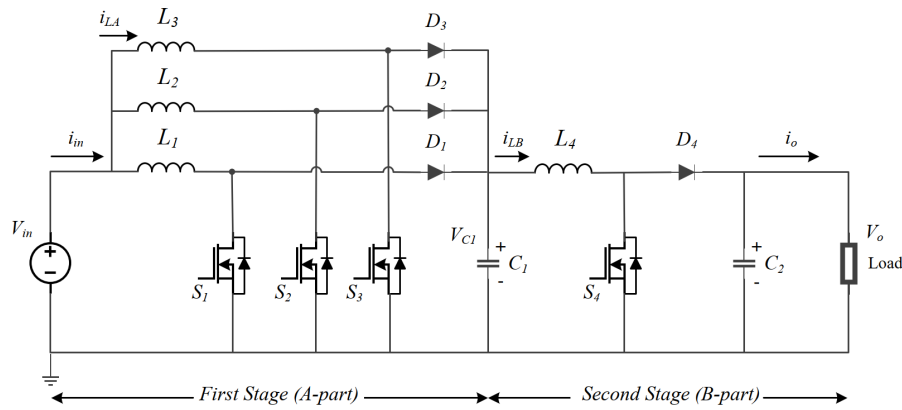 i_LA
L_3
D_3
L_2
D_2
i_in
L_1
D_1
i_LB
L_4
D_4
i_o
V_in
+
−
S_1
S_2
S_3
V_C1
+
C_1
-
S_4
+
C_2
-
V_o
Load
First Stage (A-part)
Second Stage (B-part)